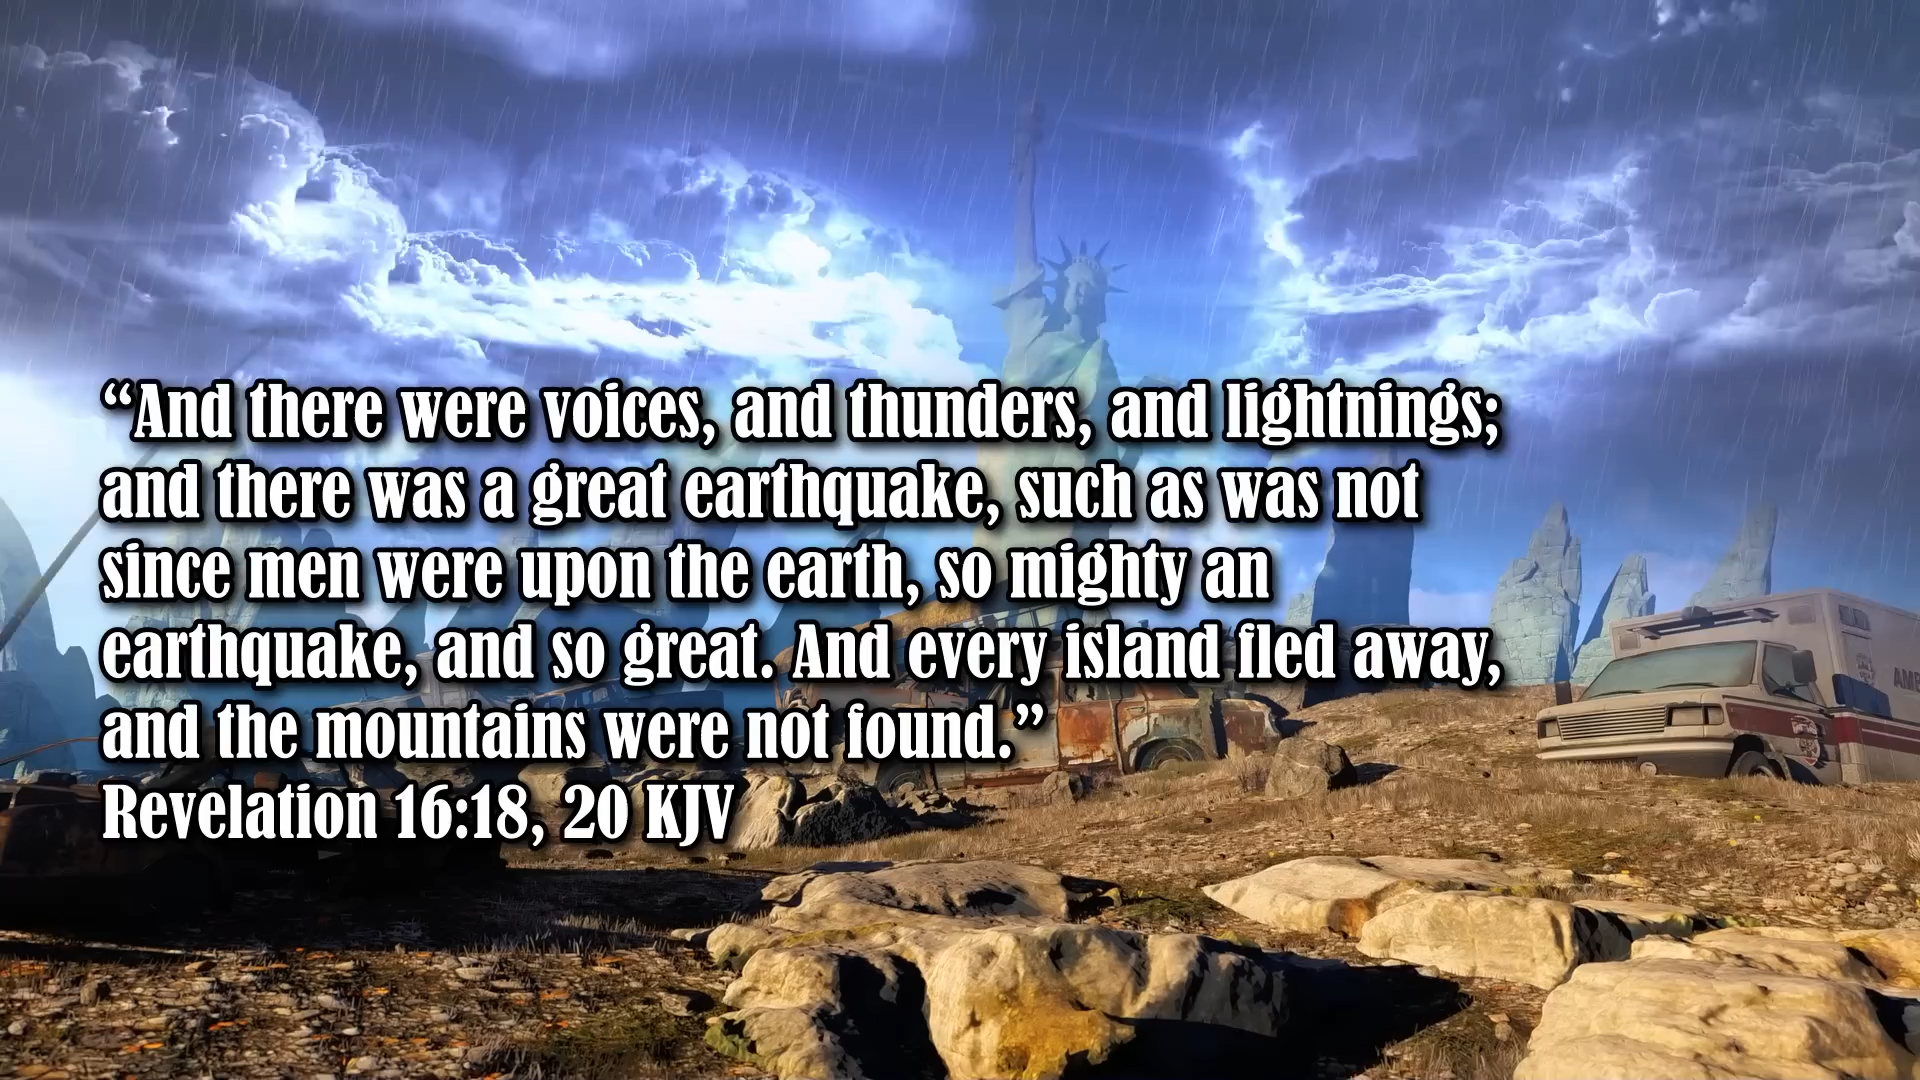 “And there were voices, and thunders, and lightnings;
and there was a great earthquake, such as was not
since men were upon the earth, so mighty an
earthquake, and so great. And every island fled away,
and the mountains were not found.”
Revelation 16:18, 20 KJV